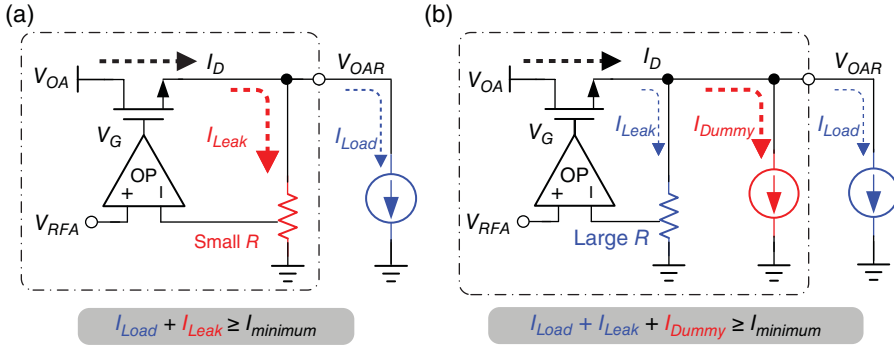 (a)
I_D
V_OA
V_OAR
V_G
I_Leak
I_Load
OP
+ −
V_RFA
Small R
I_Load + I_Leak ≥ I_minimum
(b)
I_D
V_OA
V_OAR
V_G
I_Leak
I_Dummy
I_Load
OP
+ −
V_RFA
Large R
I_Load + I_Leak + I_Dummy ≥ I_minimum